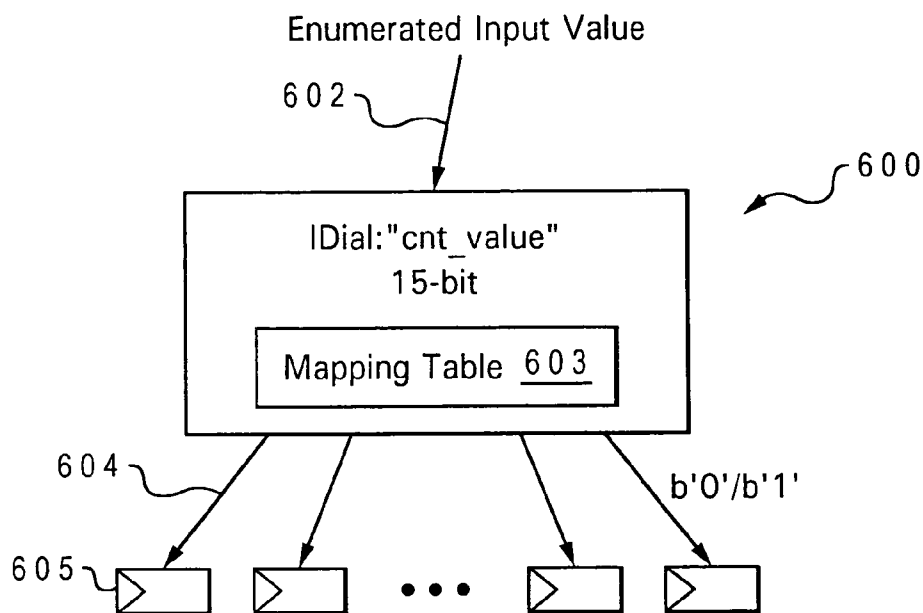 Enumerated Input Value
602
600
IDial:"cnt_value"
15-bit
Mapping Table 603
604
b'0'/b'1'
605